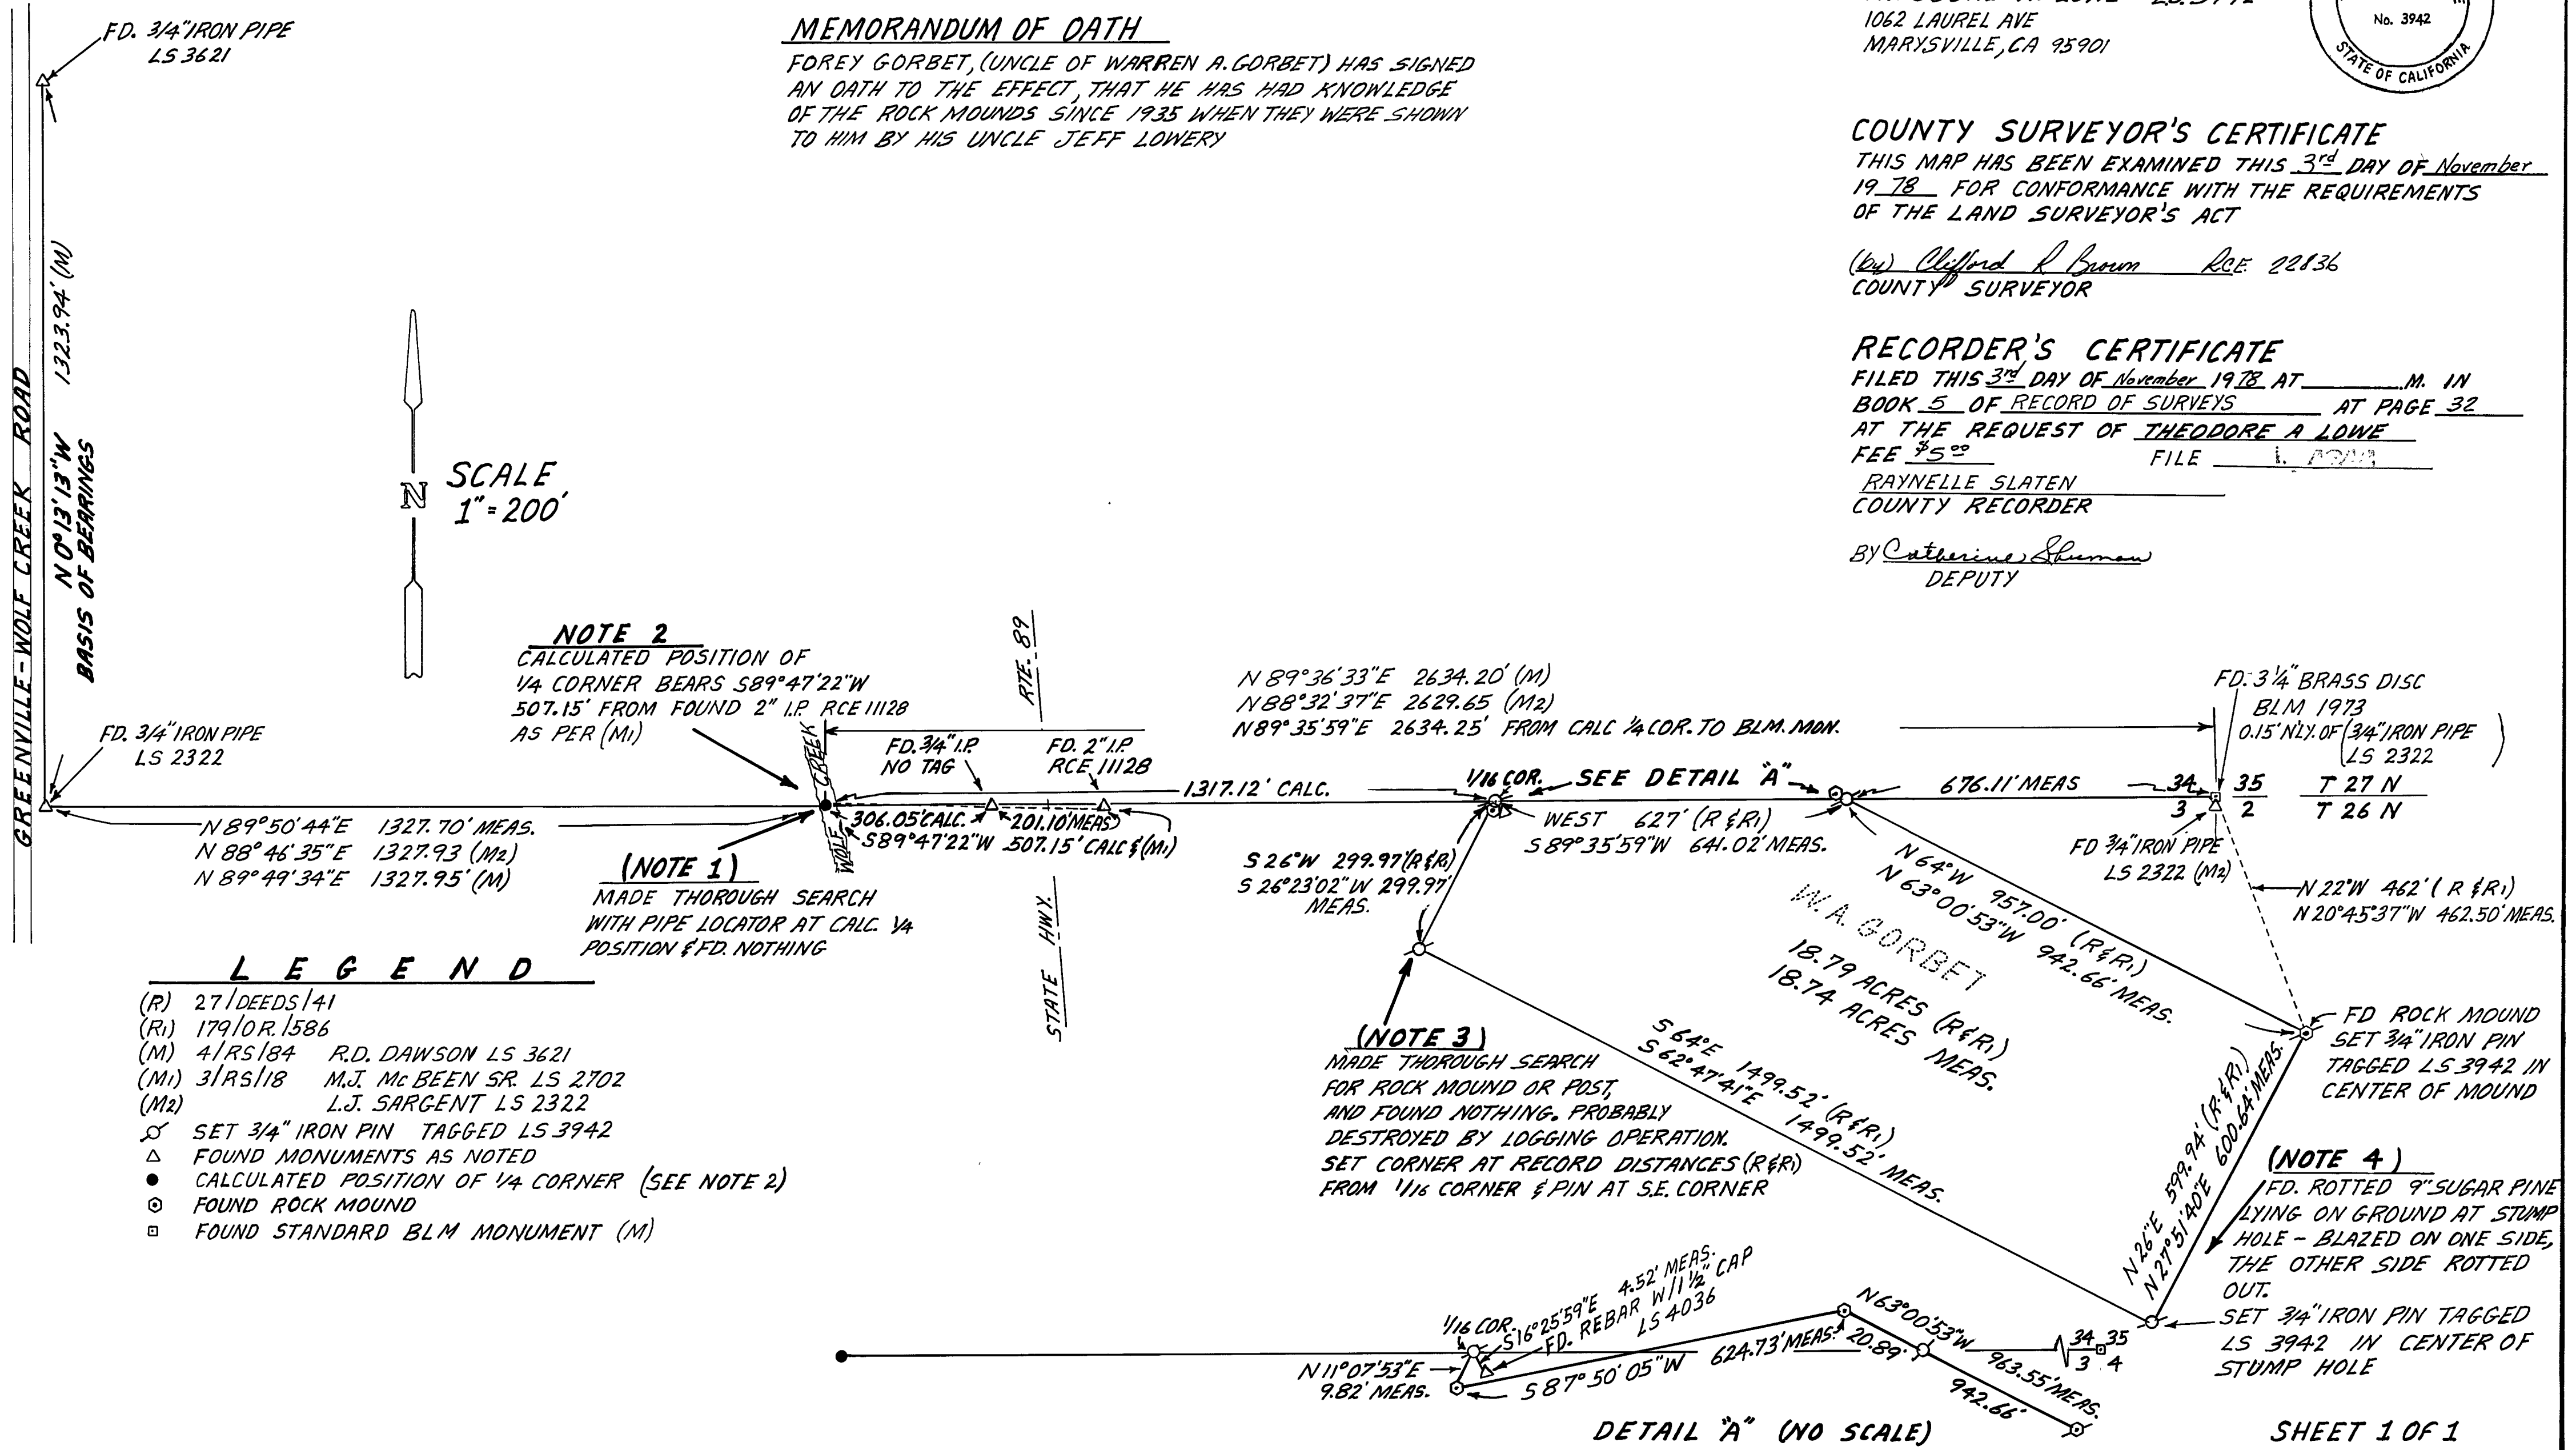 FD. 3/4" IRON PIPE
LS 3621
MEMORANDUM OF OATH
FOREY GORBET, (UNCLE OF WARREN A. GORBET) HAS SIGNED
AN OATH TO THE EFFECT, THAT HE HAS HAD KNOWLEDGE
OF THE ROCK MOUNDS SINCE 1935 WHEN THEY WERE SHOWN
TO HIM BY HIS UNCLE JEFF LOWERY
1062 LAUREL AVE
MARYSVILLE, CA 95901
No. 3942
STATE OF CALIFORNIA
COUNTY SURVEYOR'S CERTIFICATE
THIS MAP HAS BEEN EXAMINED THIS 3rd DAY OF November
1978 FOR CONFORMANCE WITH THE REQUIREMENTS
OF THE LAND SURVEYOR'S ACT
(by) Clifford R Brown RCE 22836
COUNTY SURVEYOR
RECORDER'S CERTIFICATE
FILED THIS 3rd DAY OF November 1978 AT M. IN
BOOK 5 OF RECORD OF SURVEYS AT PAGE 32
AT THE REQUEST OF THEODORE A LOWE
FEE $5.00 FILE
RAYNELLE SLATEN
COUNTY RECORDER
BY Catherine Shuman
DEPUTY
GREENVILLE-WOLF CREEK ROAD
N 0°13'13"W 1323.94' (M)
BASIS OF BEARINGS
N
SCALE
1"=200'
NOTE 2
CALCULATED POSITION OF
1/4 CORNER BEARS S89°47'22"W
507.15' FROM FOUND 2" I.P. RCE 11128
AS PER (M1)
RTE. 89
N 89°36'33"E 2634.20' (M)
N 88°32'37"E 2629.65 (M2)
N 89°35'59"E 2634.25' FROM CALC 1/4 COR. TO BLM. MON.
FD. 3 1/4" BRASS DISC
BLM 1973
0.15' N'LY. OF (3/4" IRON PIPE
LS 2322)
FD. 3/4" IRON PIPE
LS 2322
WOLF CREEK
FD. 3/4" I.P.
NO TAG
FD. 2" I.P.
RCE 11128
1317.12' CALC.
1/16 COR.
SEE DETAIL "A"
676.11' MEAS
34 35
3 2
T 27 N
T 26 N
N 89°50'44"E 1327.70' MEAS.
N 88°46'35"E 1327.93 (M2)
N 89°49'34"E 1327.95' (M)
306.05' CALC.
201.10' MEAS
S89°47'22"W 507.15' CALC & (M1)
WEST 627' (R & R1)
S 89°35'59"W 641.02' MEAS.
FD 3/4" IRON PIPE
LS 2322 (M2)
(NOTE 1)
MADE THOROUGH SEARCH
WITH PIPE LOCATOR AT CALC. 1/4
POSITION & FD. NOTHING
STATE HWY.
S 26°W 299.97' (R & R1)
S 26°23'02"W 299.97'
MEAS.
N 64°W 957.00' (R & R1)
N 63°00'53"W 942.66' MEAS.
N 22°W 462' (R & R1)
N 20°45'37"W 462.50' MEAS.
W. A. GORBET
18.79 ACRES (R & R1)
18.74 ACRES MEAS.
LEGEND
(R) 27/DEEDS/41
(R1) 179/O.R./586
(M) 4/RS/84 R.D. DAWSON LS 3621
(M1) 3/RS/18 M.J. McBEEN SR. LS 2702
(M2) L.J. SARGENT LS 2322
SET 3/4" IRON PIN TAGGED LS 3942
FOUND MONUMENTS AS NOTED
CALCULATED POSITION OF 1/4 CORNER (SEE NOTE 2)
FOUND ROCK MOUND
FOUND STANDARD BLM MONUMENT (M)
(NOTE 3)
MADE THOROUGH SEARCH
FOR ROCK MOUND OR POST,
AND FOUND NOTHING. PROBABLY
DESTROYED BY LOGGING OPERATION.
SET CORNER AT RECORD DISTANCES (R & R1)
FROM 1/16 CORNER & PIN AT S.E. CORNER
S 64°E 1499.52' (R & R1)
S 62°47'41"E 1499.52' MEAS.
FD ROCK MOUND
SET 3/4" IRON PIN
TAGGED LS 3942 IN
CENTER OF MOUND
N 26°E 599.94' (R & R1)
N 27°51'40"E 600.64' MEAS.
(NOTE 4)
FD. ROTTED 9" SUGAR PINE
LYING ON GROUND AT STUMP
HOLE - BLAZED ON ONE SIDE,
THE OTHER SIDE ROTTED
OUT.
SET 3/4" IRON PIN TAGGED
LS 3942 IN CENTER OF
STUMP HOLE
1/16 COR.
S16°25'59"E 4.52' MEAS.
FD. REBAR W/1 1/2" CAP
LS 4036
N 11°07'53"E
9.82' MEAS.
S 87°50'05"W 624.73' MEAS.
20.89'
N63°00'53"W 963.55' MEAS.
942.66'
34 35
3 4
DETAIL "A" (NO SCALE)
SHEET 1 OF 1